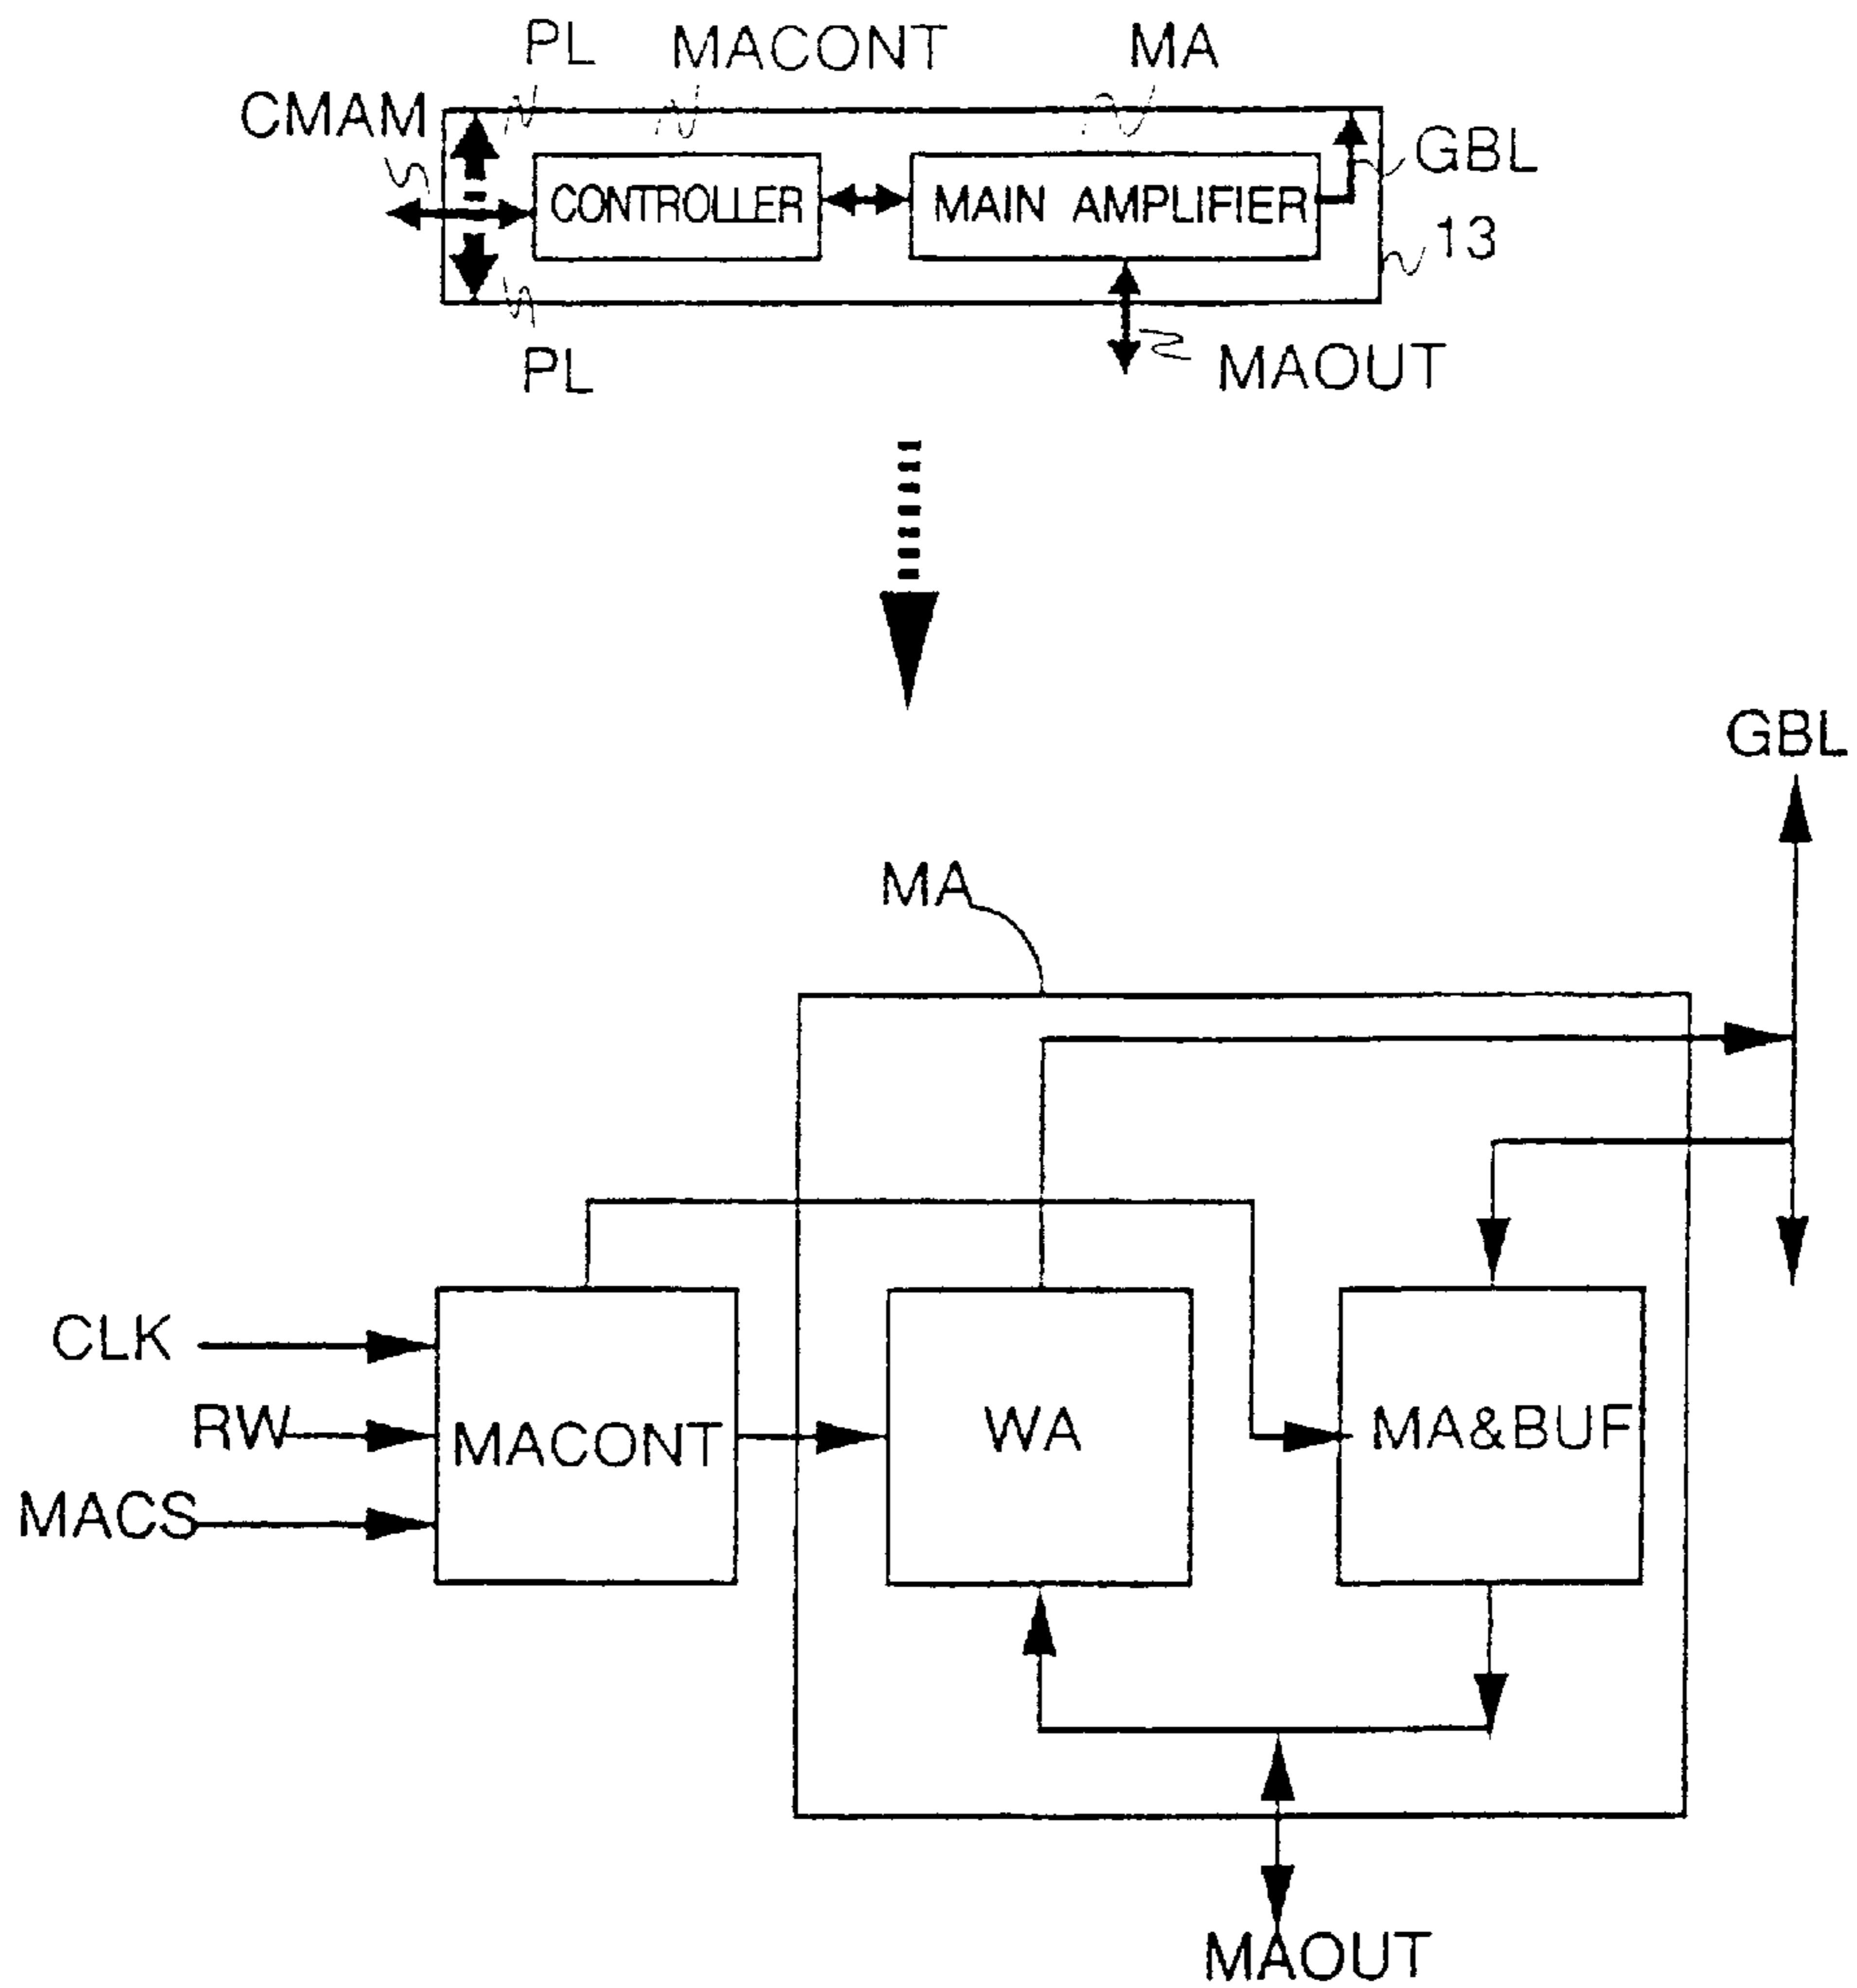 PL MACONT MA
CMAM
GBL
CONTROLLER MAIN AMPLIFIER
13
PL MAOUT
GBL
MA
CLK
RW MACONT WA MA&BUF
MACS
MAOUT